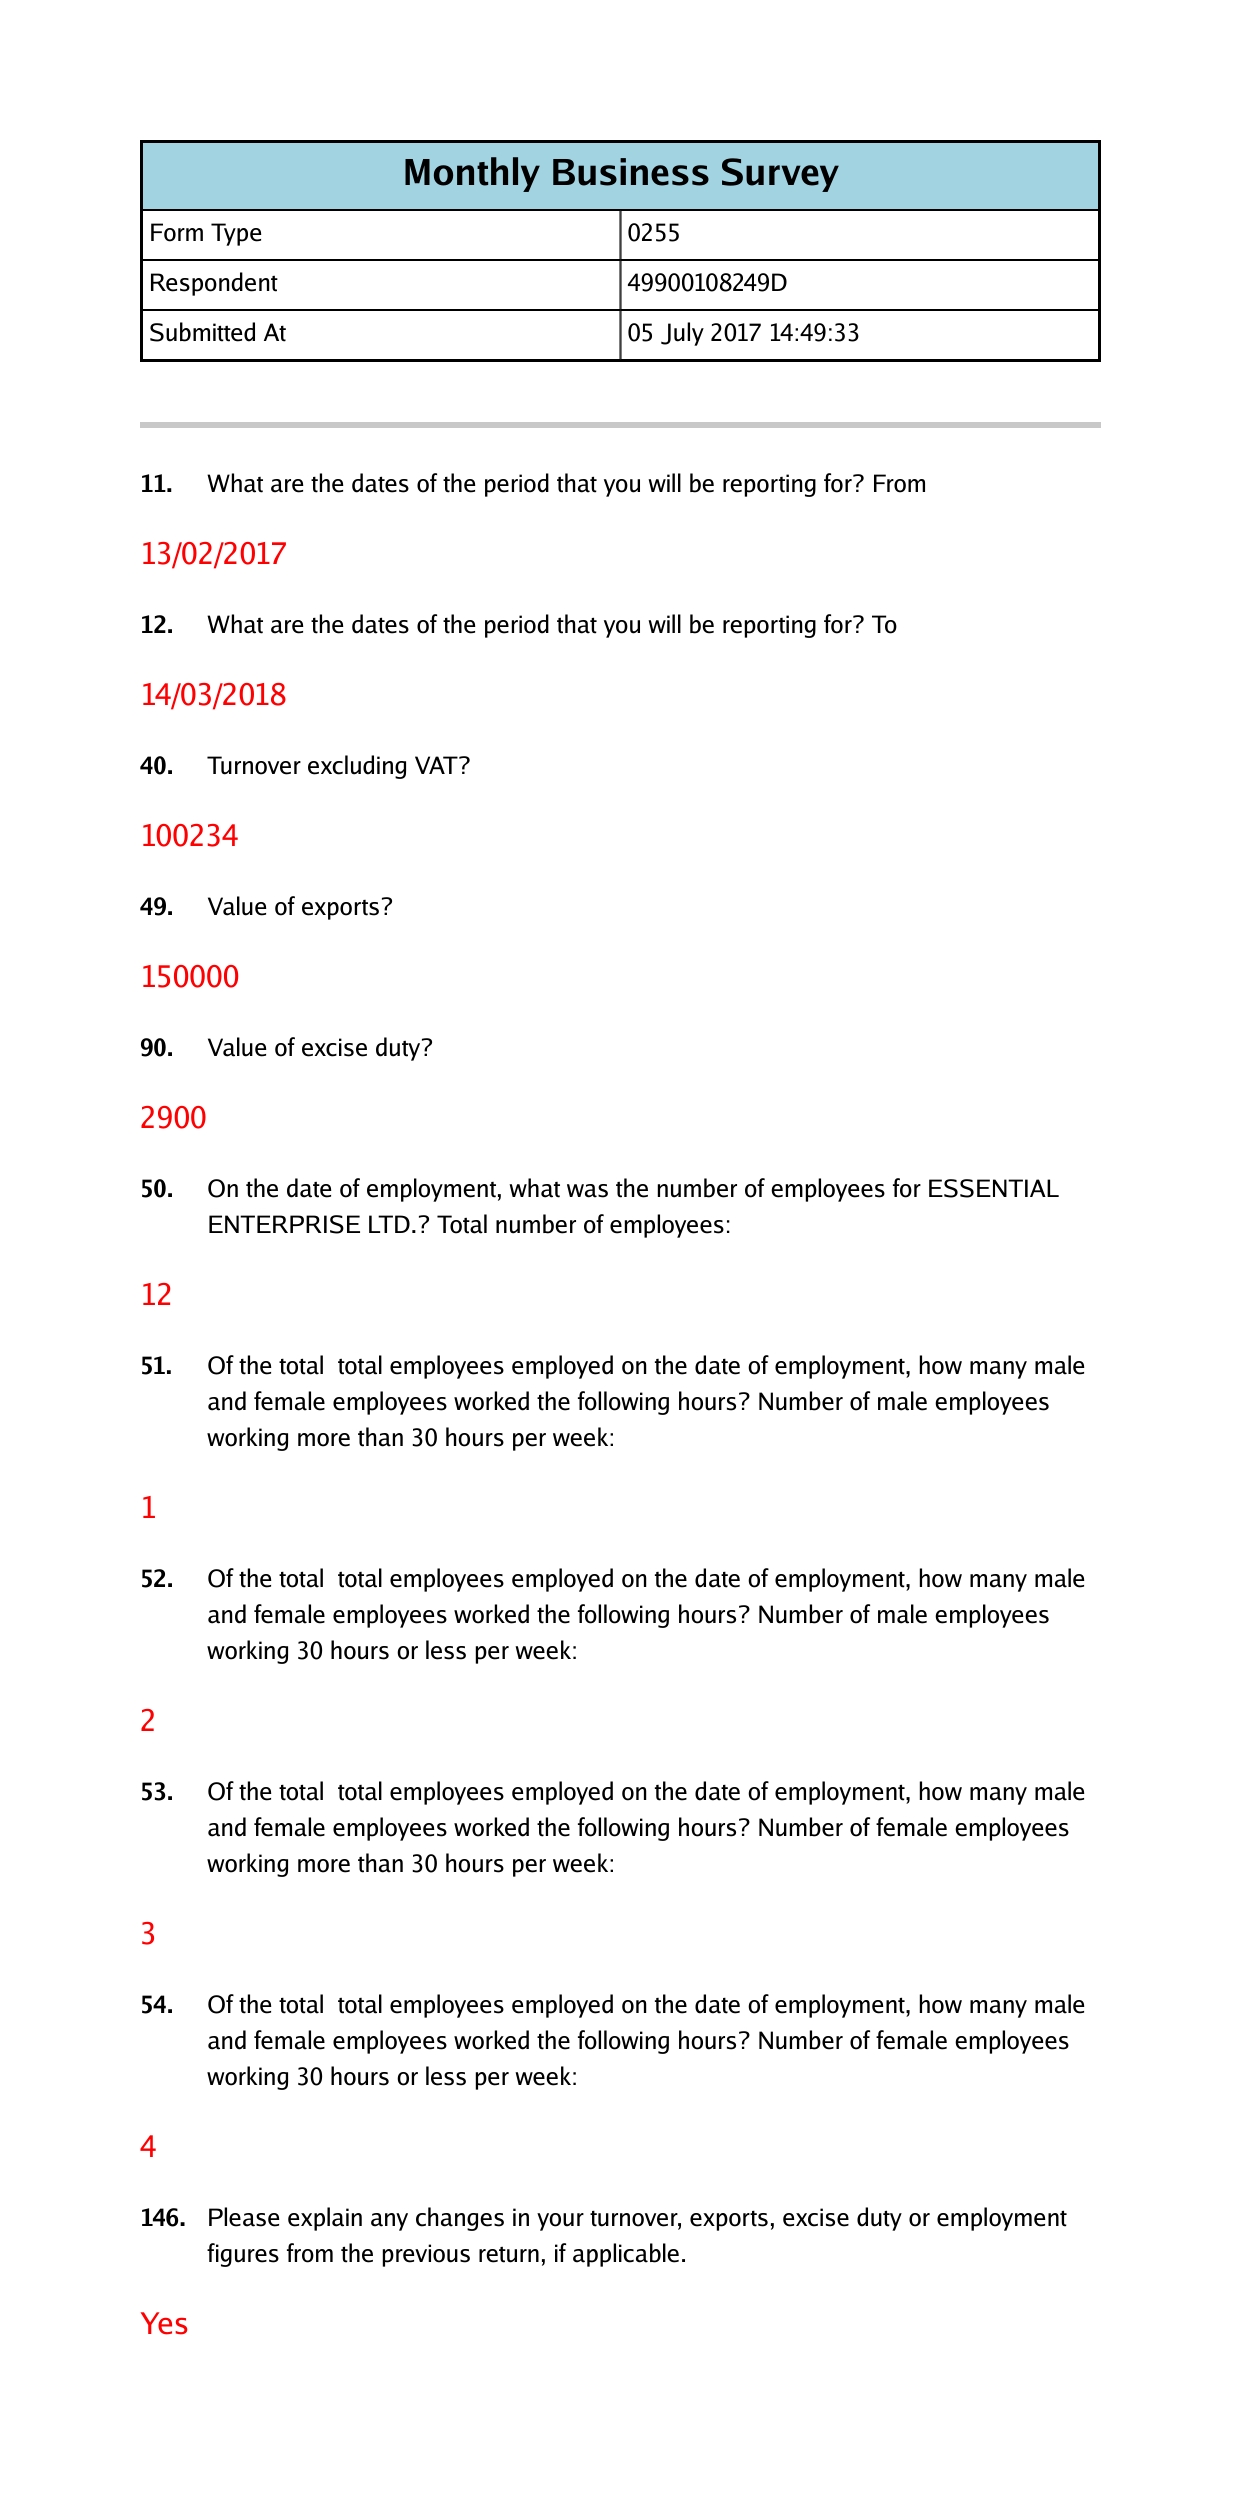 Monthly Business Survey
Form Type 0255
Respondent 49900108249D
Submitted At 05 July 2017 14:49:33
11. What are the dates of the period that you will be reporting for? From
13/02/2017
12. What are the dates of the period that you will be reporting for? To
14/03/2018
40. Turnover excluding VAT?
100234
49. Value of exports?
150000
90. Value of excise duty?
2900
50. On the date of employment, what was the number of employees for ESSENTIAL
ENTERPRISE LTD.? Total number of employees:
12
51. Of the total  total employees employed on the date of employment, how many male
and female employees worked the following hours? Number of male employees
working more than 30 hours per week:
1
52. Of the total  total employees employed on the date of employment, how many male
and female employees worked the following hours? Number of male employees
working 30 hours or less per week:
2
53. Of the total  total employees employed on the date of employment, how many male
and female employees worked the following hours? Number of female employees
working more than 30 hours per week:
3
54. Of the total  total employees employed on the date of employment, how many male
and female employees worked the following hours? Number of female employees
working 30 hours or less per week:
4
146. Please explain any changes in your turnover, exports, excise duty or employment
figures from the previous return, if applicable.
Yes